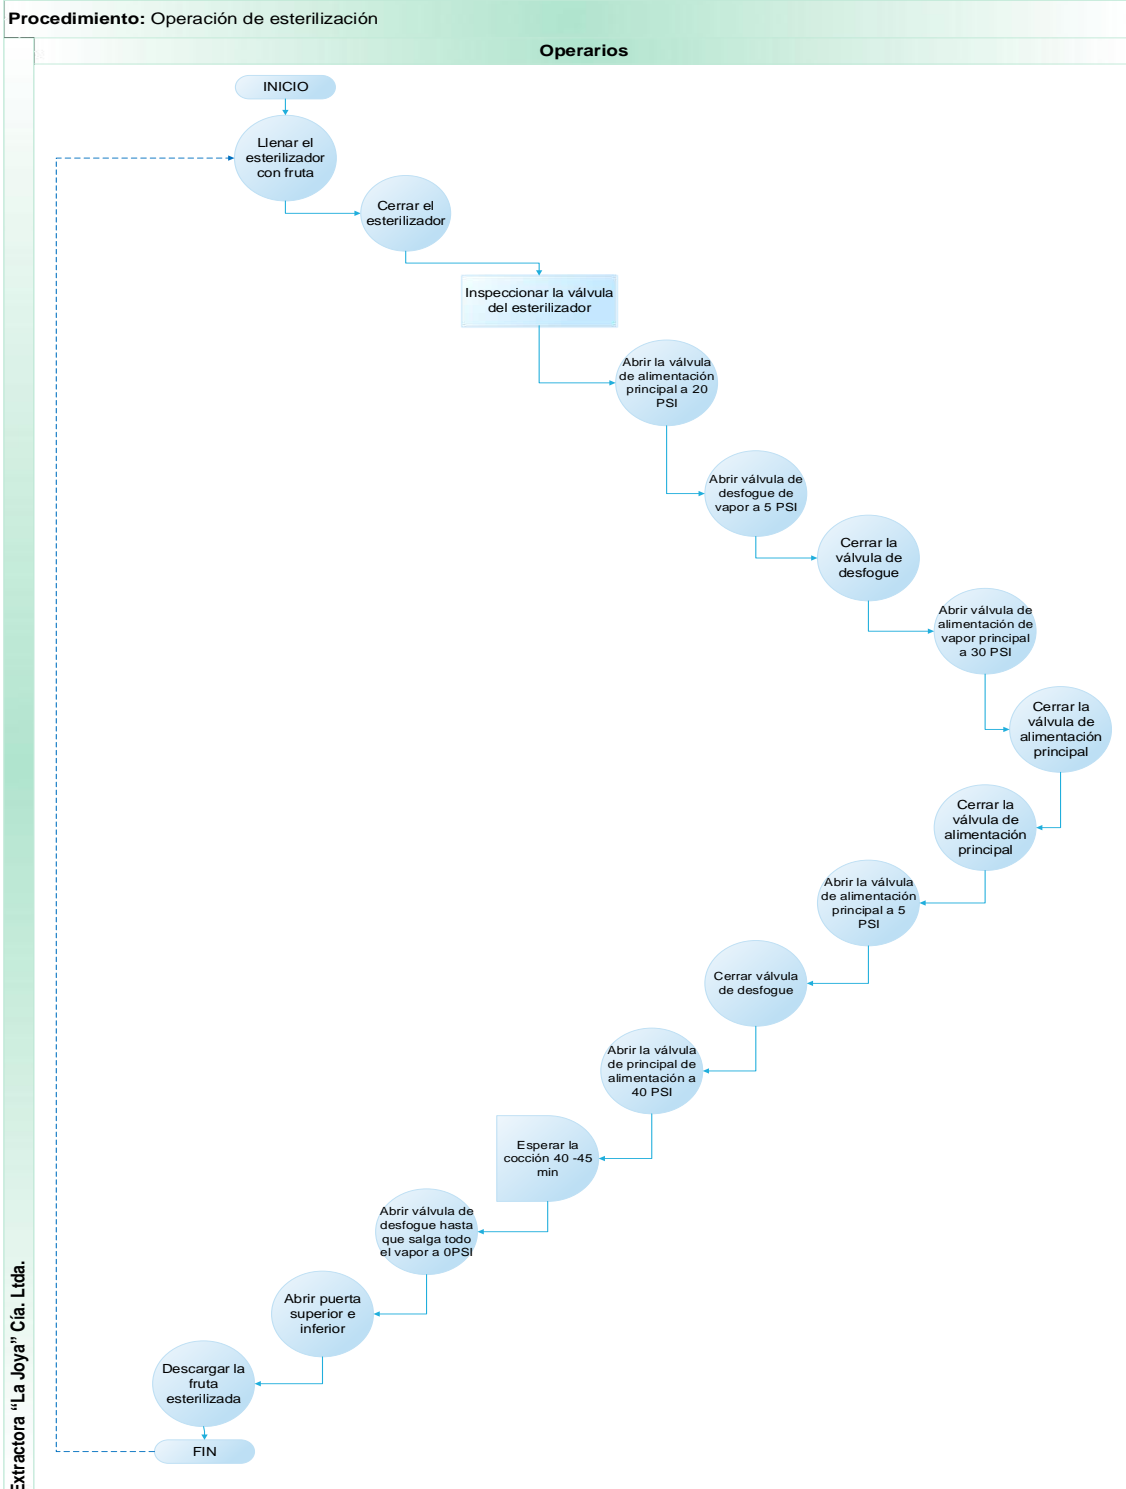 Procedimiento: Operación de esterilización
Operarios
INICIO
Llenar el
esterilizador
con fruta
Cerrar el
esterilizador
Inspeccionar la válvula
del esterilizador
Abrir la válvula
de alimentación
principal a 20
PSI
Abrir válvula de
desfogue de
vapor a 5 PSI
Cerrar la
válvula de
desfogue
Abrir válvula de
alimentación de
vapor principal
a 30 PSI
Cerrar la
válvula de
alimentación
principal
Cerrar la
válvula de
alimentación
principal
Abrir la válvula
de alimentación
principal a 5
PSI
Cerrar válvula
de desfogue
Abrir la válvula
de principal de
alimentación a
40 PSI
Esperar la
cocción 40 -45
min
Abrir válvula de
desfogue hasta
que salga todo
el vapor a 0PSI
Abrir puerta
superior e
inferior
Descargar la
fruta
esterilizada
FIN
Extractora “La Joya” Cía. Ltda.